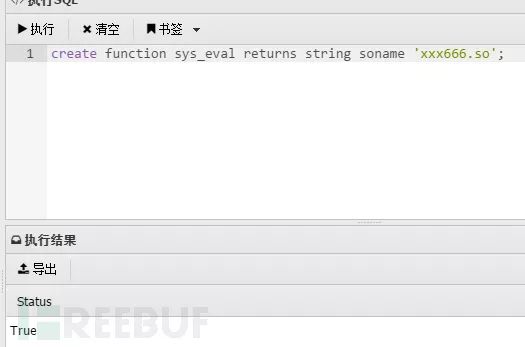 执行SQL
执行 清空 书签
1 create function sys_eval returns string soname 'xxx666.so';
执行结果
导出
Status
True
REEBUF